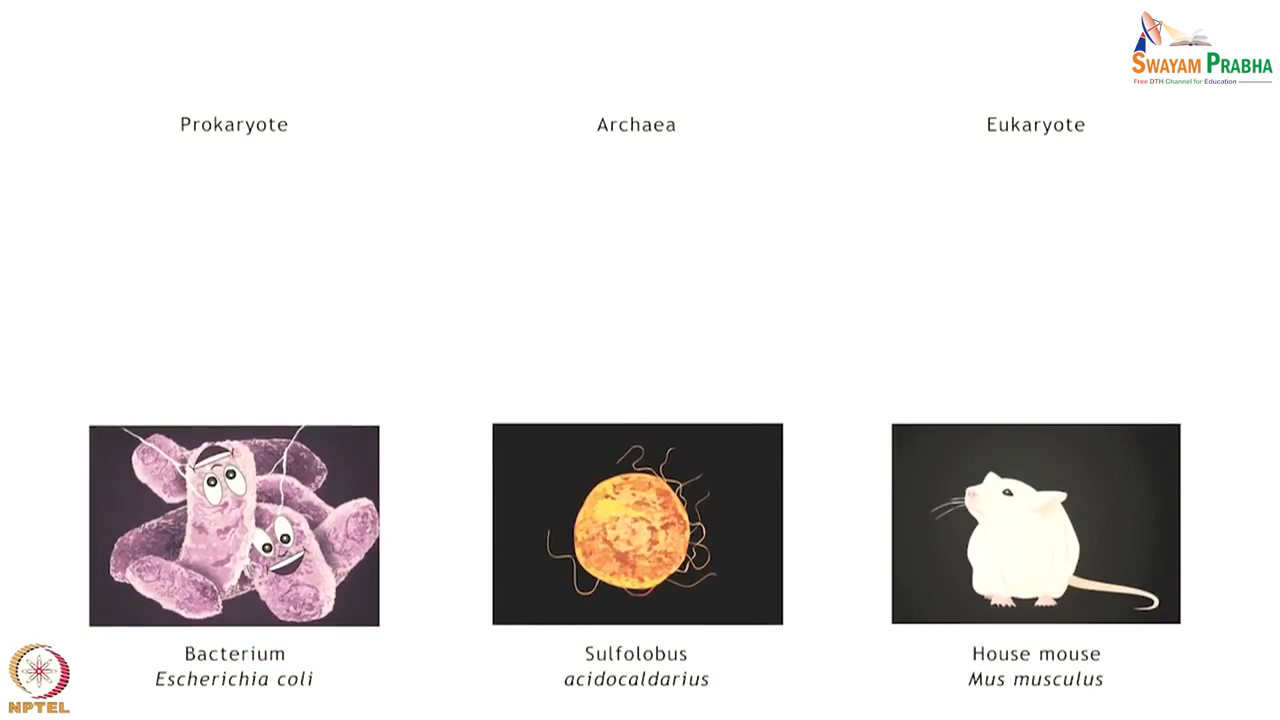 SWAYAM PRABHA
Free DTH Channel for Education
Prokaryote
Archaea
Eukaryote
Bacterium
Escherichia coli
Sulfolobus
acidocaldarius
House mouse
Mus musculus
NPTEL